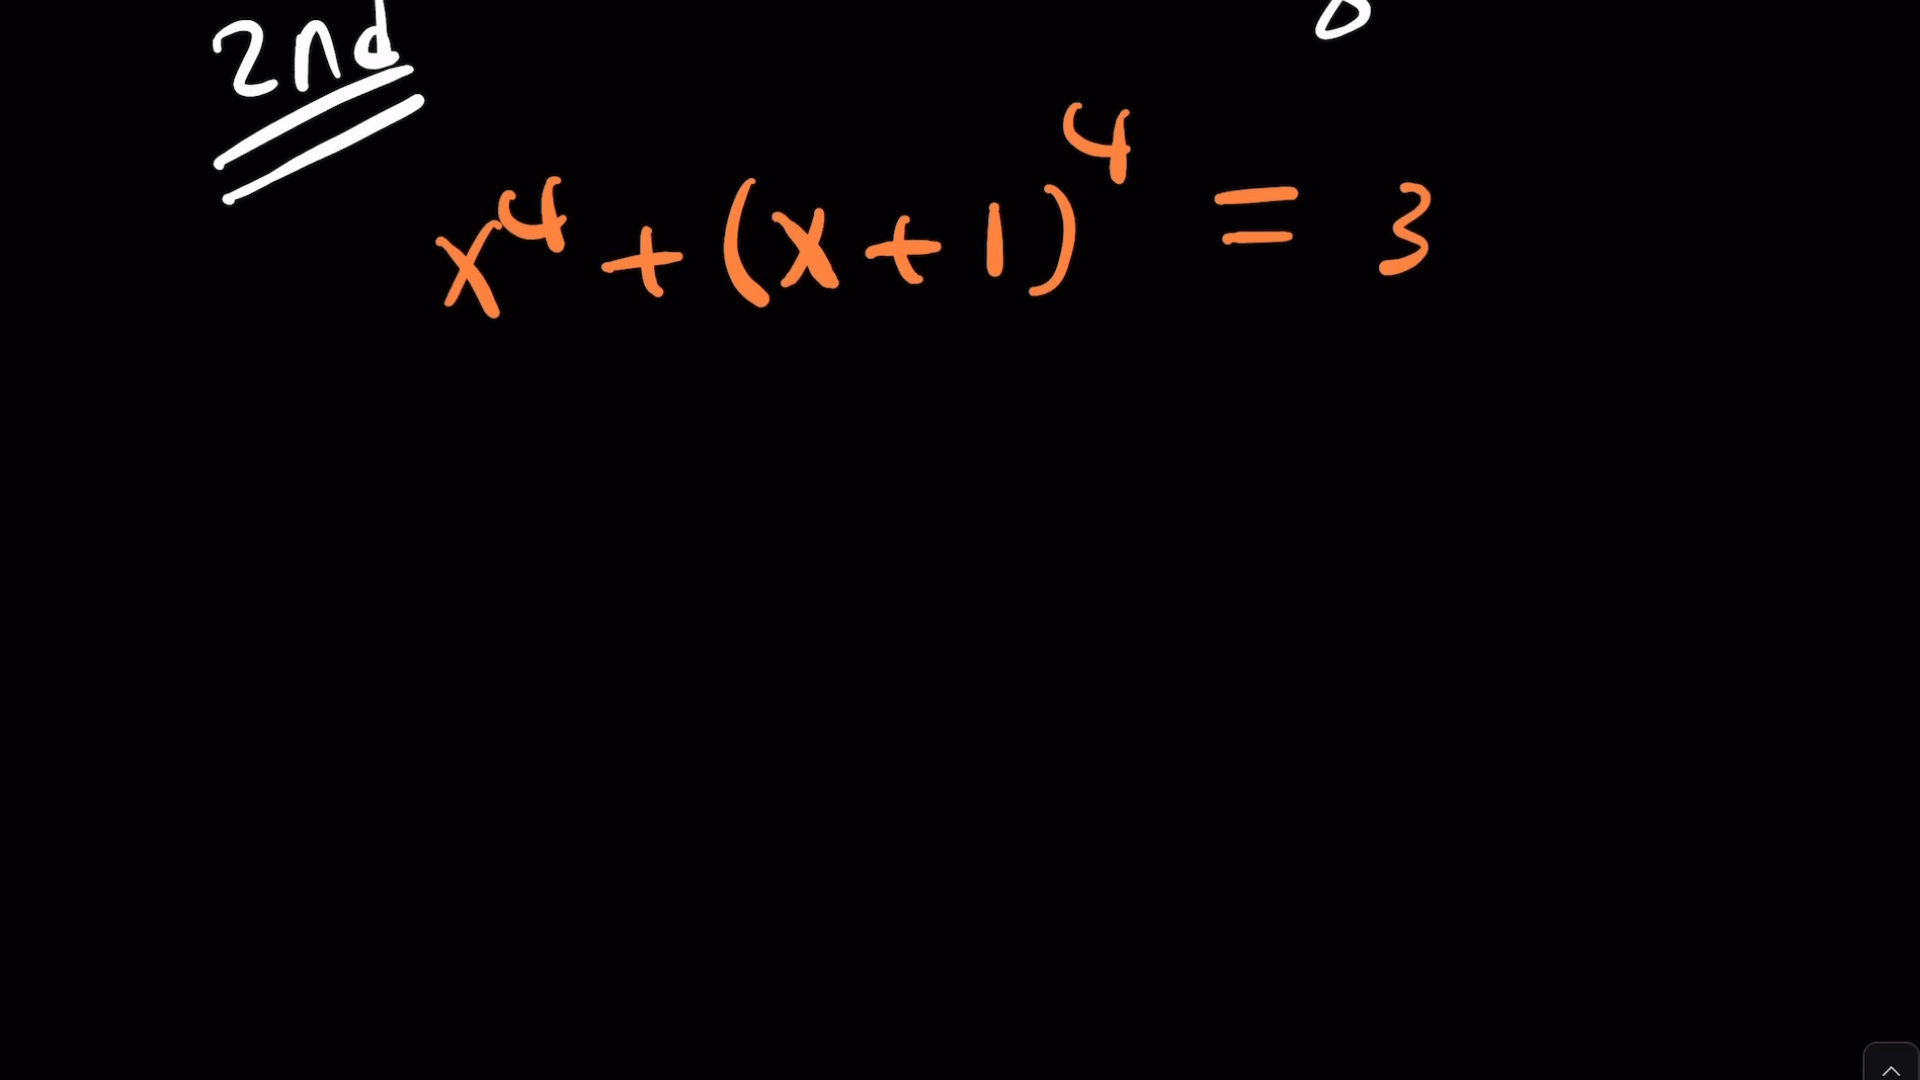 2nd
x⁴ + (x + 1)⁴ = 3